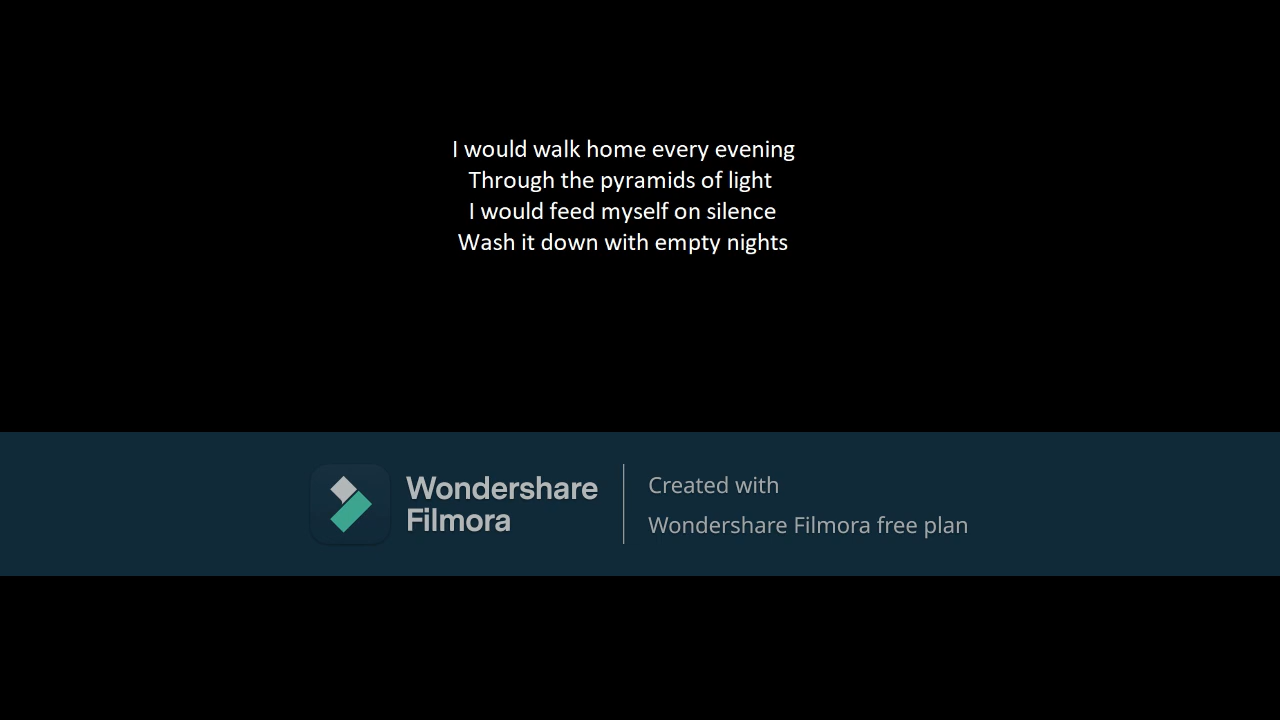 I would walk home every evening
Through the pyramids of light
I would feed myself on silence
Wash it down with empty nights
Wondershare
Filmora
Created with
Wondershare Filmora free plan